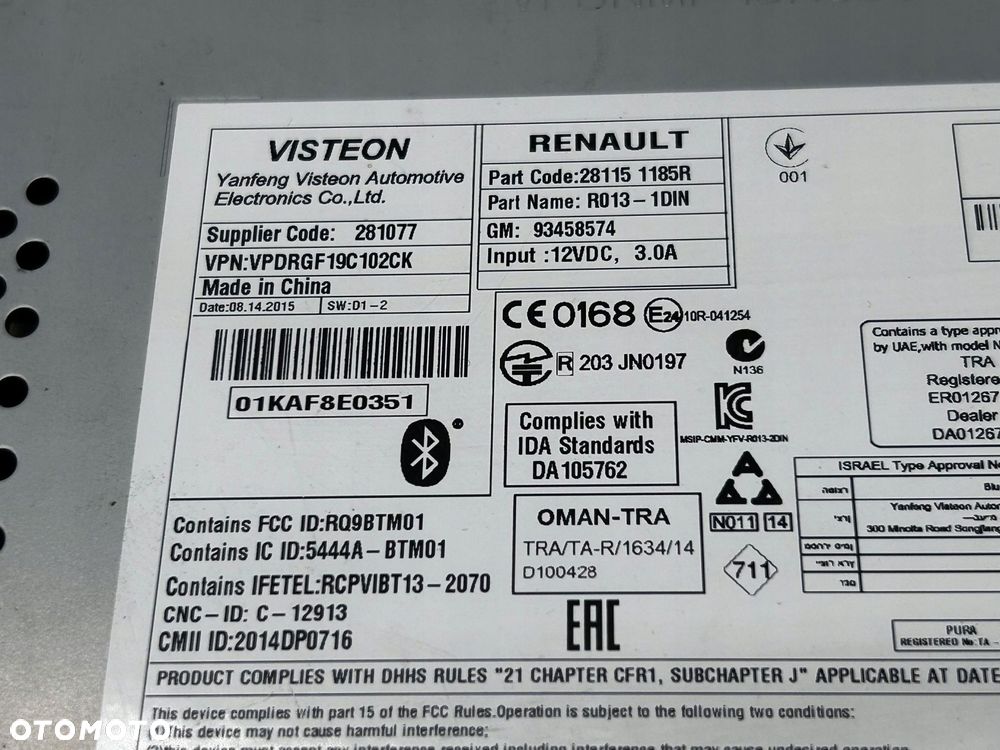 VISTEON
Yanfeng Visteon Automotive
Electronics Co.,Ltd.
Supplier Code: 281077
VPN:VPDRGF19C102CK
Made in China
Date:08.14.2015
SW:01-2
RENAULT
Part Code:28115 1185R
Part Name: R013-1DIN
GM: 93458574
Input :12VDC, 3.0A
001
01KAF8E0351
CE 0168
E24
10R-041254
R 203 JN0197
N136
Complies with
IDA Standards
DA105762
MSIP-CMM-YFV-R013-2DIN
OMAN-TRA
TRA/TA-R/1634/14
D100428
N011 14
711
EAC
Contains a type
by UAE,with model
TRA
ER01267
Dealer
DA01267
ISRAEL Type Approval
Yanfeng Visteon
300 Minolta Road
PURA
REGISTERED No:TA
Contains FCC ID:RQ9BTM01
Contains IC ID:5444A-BTM01
Contains IFETEL:RCPVIBT13-2070
CNC-ID: C-12913
CMII ID:2014DP0716
PRODUCT COMPLIES WITH DHHS RULES "21 CHAPTER CFR1, SUBCHAPTER J" APPLICABLE AT DATE
This device complies with part 15 of the FCC Rules.Operation is subject to the following two conditions:
This device may not cause harmful interference;
OTOMOTO